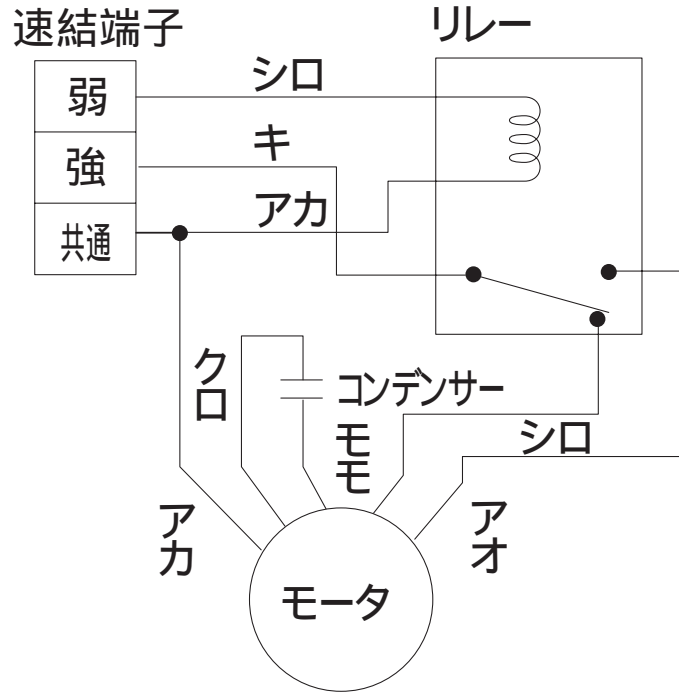 速結端子
リレー
弱
シロ
強
キ
共通
アカ
クロ
コンデンサー
モモ
シロ
アカ
アオ
モータ